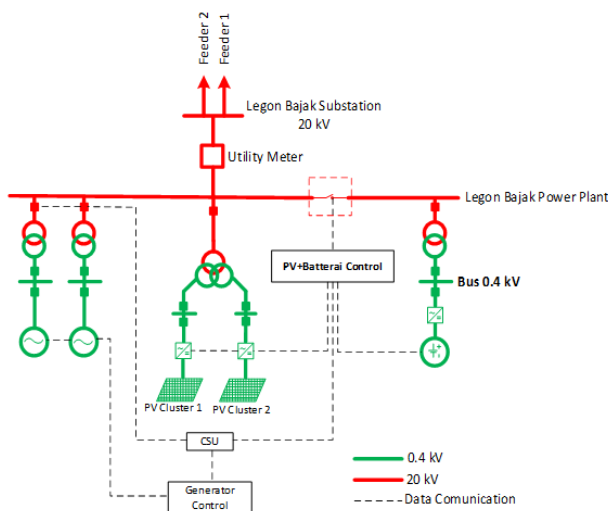 Feeder 2
Feeder 1
Legon Bajak Substation
20 kV
Utility Meter
Legon Bajak Power Plant
PV+Batterai Control
Bus 0.4 kV
PV Cluster 1
PV Cluster 2
CSU
Generator
Control
0.4 kV
20 kV
Data Comunication